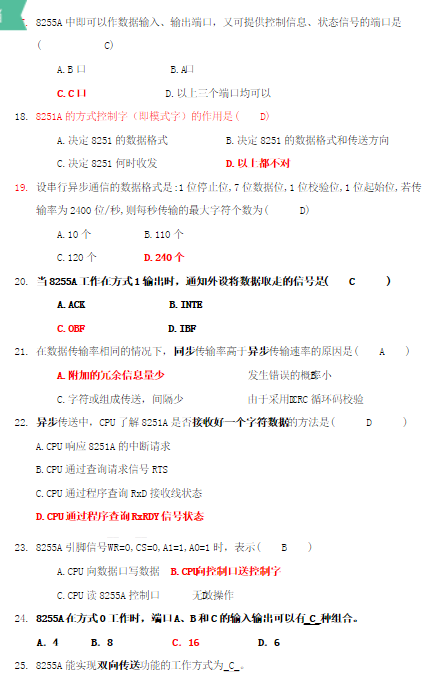 8255A 中即可以作数据输入、输出端口,又可提供控制信息、状态信号的端口是
( C)
A.B 口 B.A口
C.C 口 D.以上三个端口均可以
18. 8251A 的方式控制字(即模式字)的作用是( D)
A.决定 8251 的数据格式 B.决定 8251 的数据格式和传送方向
C.决定 8251 何时收发 D.以上都不对
19. 设串行异步通信的数据格式是:1 位停止位,7 位数据位,1 位校验位,1 位起始位,若传
输率为 2400 位/秒,则每秒传输的最大字符个数为( D)
A.10 个 B.110 个
C.120 个 D.240 个
20. 当 8255A 工作在方式 1 输出时,通知外设将数据取走的信号是( C )
A.ACK B.INTE
C.OBF D.IBF
21. 在数据传输率相同的情况下,同步传输率高于异步传输速率的原因是( A )
A.附加的冗余信息量少 发生错误的概率小
C.字符或组成传送,间隔少 由于采用 CRC 循环码校验
22. 异步传送中,CPU 了解 8251A 是否接收好一个字符数据的方法是( D )
A.CPU 响应 8251A 的中断请求
B.CPU 通过查询请求信号 RTS
C.CPU 通过程序查询 RxD 接收线状态
D.CPU 通过程序查询 RxRDY 信号状态
23. 8255A 引脚信号WR=0,CS=0,A1=1,A0=1 时，表示( B )
A.CPU 向数据口写数据 B.CPU向控制口送控制字
C.CPU 读 8255A 控制口 无效操作
24. 8255A 在方式 0 工作时，端口 A、B 和 C 的输入输出可以有_C_种组合。
A. 4 B. 8 C. 16 D. 6
25. 8255A 能实现双向传送功能的工作方式为_C_。